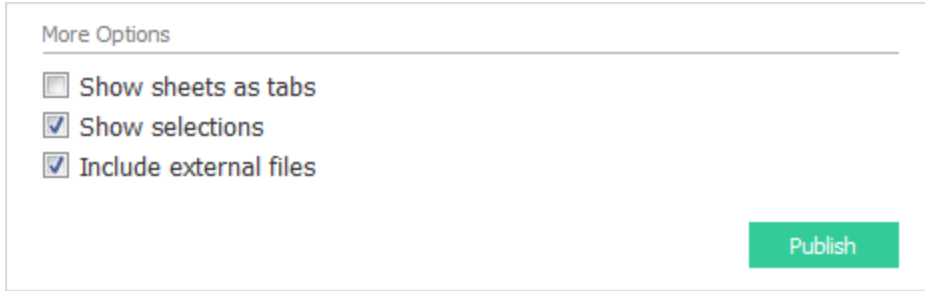 More Options
Show sheets as tabs
Show selections
Include external files
Publish